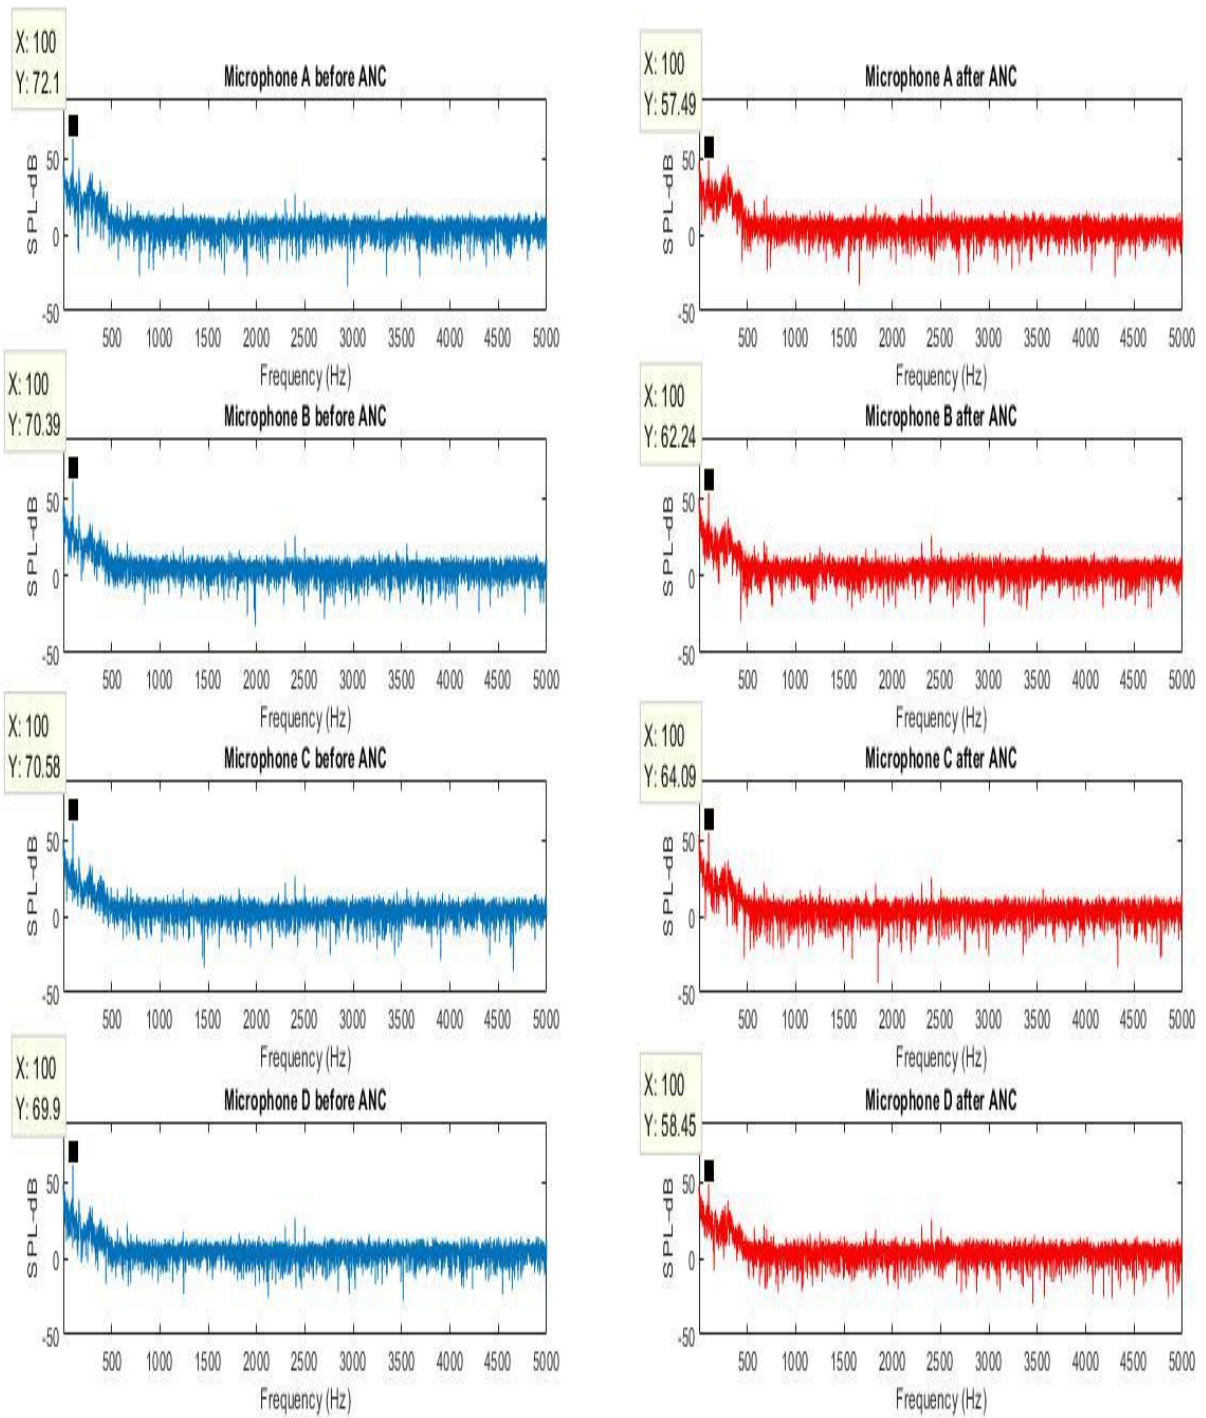 X: 100
Y: 72.1
Microphone A before ANC
SPL-dB
50
0
-50
500 1000 1500 2000 2500 3000 3500 4000 4500 5000
Frequency (Hz)
X: 100
Y: 57.49
Microphone A after ANC
SPL-dB
50
0
-50
500 1000 1500 2000 2500 3000 3500 4000 4500 5000
Frequency (Hz)
X: 100
Y: 70.39
Microphone B before ANC
SPL-dB
50
0
-50
500 1000 1500 2000 2500 3000 3500 4000 4500 5000
Frequency (Hz)
X: 100
Y: 62.24
Microphone B after ANC
SPL-dB
50
0
-50
500 1000 1500 2000 2500 3000 3500 4000 4500 5000
Frequency (Hz)
X: 100
Y: 70.58
Microphone C before ANC
SPL-dB
50
0
-50
500 1000 1500 2000 2500 3000 3500 4000 4500 5000
Frequency (Hz)
X: 100
Y: 64.09
Microphone C after ANC
SPL-dB
50
0
-50
500 1000 1500 2000 2500 3000 3500 4000 4500 5000
Frequency (Hz)
X: 100
Y: 69.9
Microphone D before ANC
SPL-dB
50
0
-50
500 1000 1500 2000 2500 3000 3500 4000 4500 5000
Frequency (Hz)
X: 100
Y: 58.45
Microphone D after ANC
SPL-dB
50
0
-50
500 1000 1500 2000 2500 3000 3500 4000 4500 5000
Frequency (Hz)